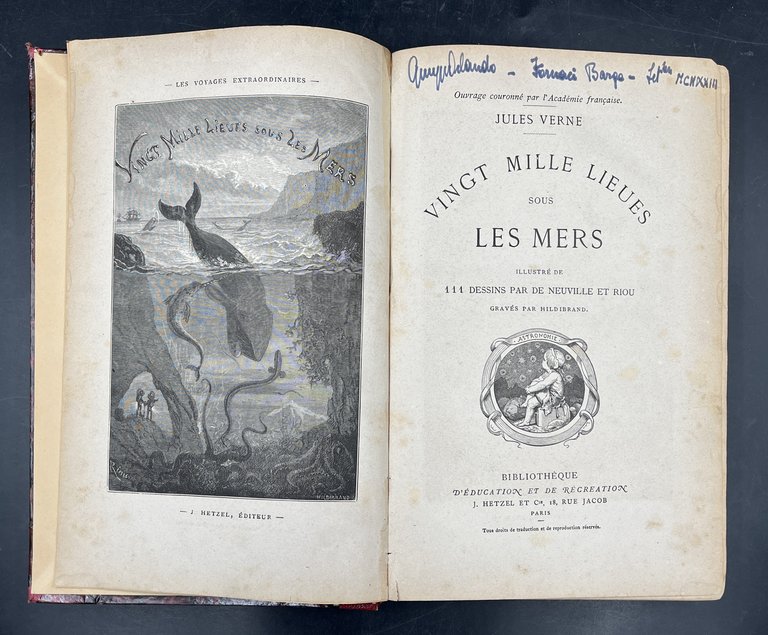 — LES VOYAGES EXTRAORDINAIRES —
VINGT MILLE LIEUES SOUS LES MERS
HILDIBRAND
— J. HETZEL, ÉDITEUR —
Fornaci Barga — MCMXXIII
Ouvrage couronné par l'Académie française.
JULES VERNE
VINGT MILLE LIEUES
SOUS
LES MERS
ILLUSTRÉ DE
111 DESSINS PAR DE NEUVILLE ET RIOU
GRAVÉS PAR HILDIBRAND.
ASTRONOMIE
BIBLIOTHÈQUE
D'ÉDUCATION ET DE RÉCRÉATION
J. HETZEL ET Cie, 18, RUE JACOB
PARIS
Tous droits de traduction et de reproduction réservés.